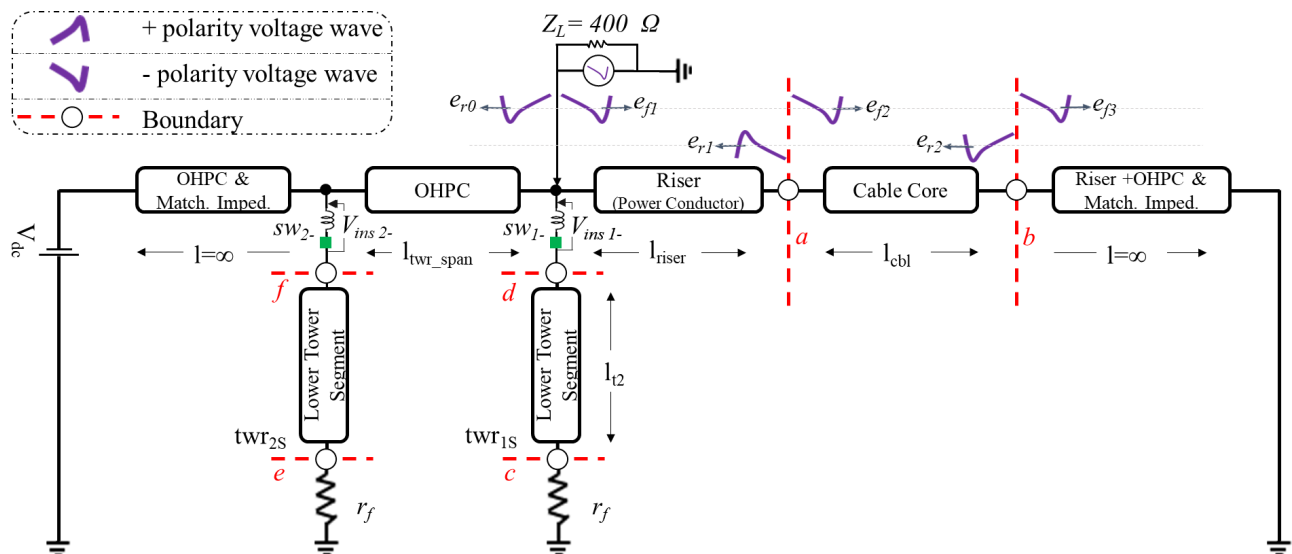 + polarity voltage wave
- polarity voltage wave
Boundary
Z_L = 400 Ω
e_r0
e_f1
e_f2
e_f3
e_r1
e_r2
OHPC &
Match. Imped.
OHPC
Riser
(Power Conductor)
Cable Core
Riser +OHPC &
Match. Imped.
V_dc
sw_2-
V_ins 2-
sw_1-
V_ins 1-
a
b
l=∞
l_twr_span
l_riser
l_cbl
l=∞
f
d
Lower Tower
Segment
Lower Tower
Segment
l_t2
twr_2S
twr_1S
e
c
r_f
r_f